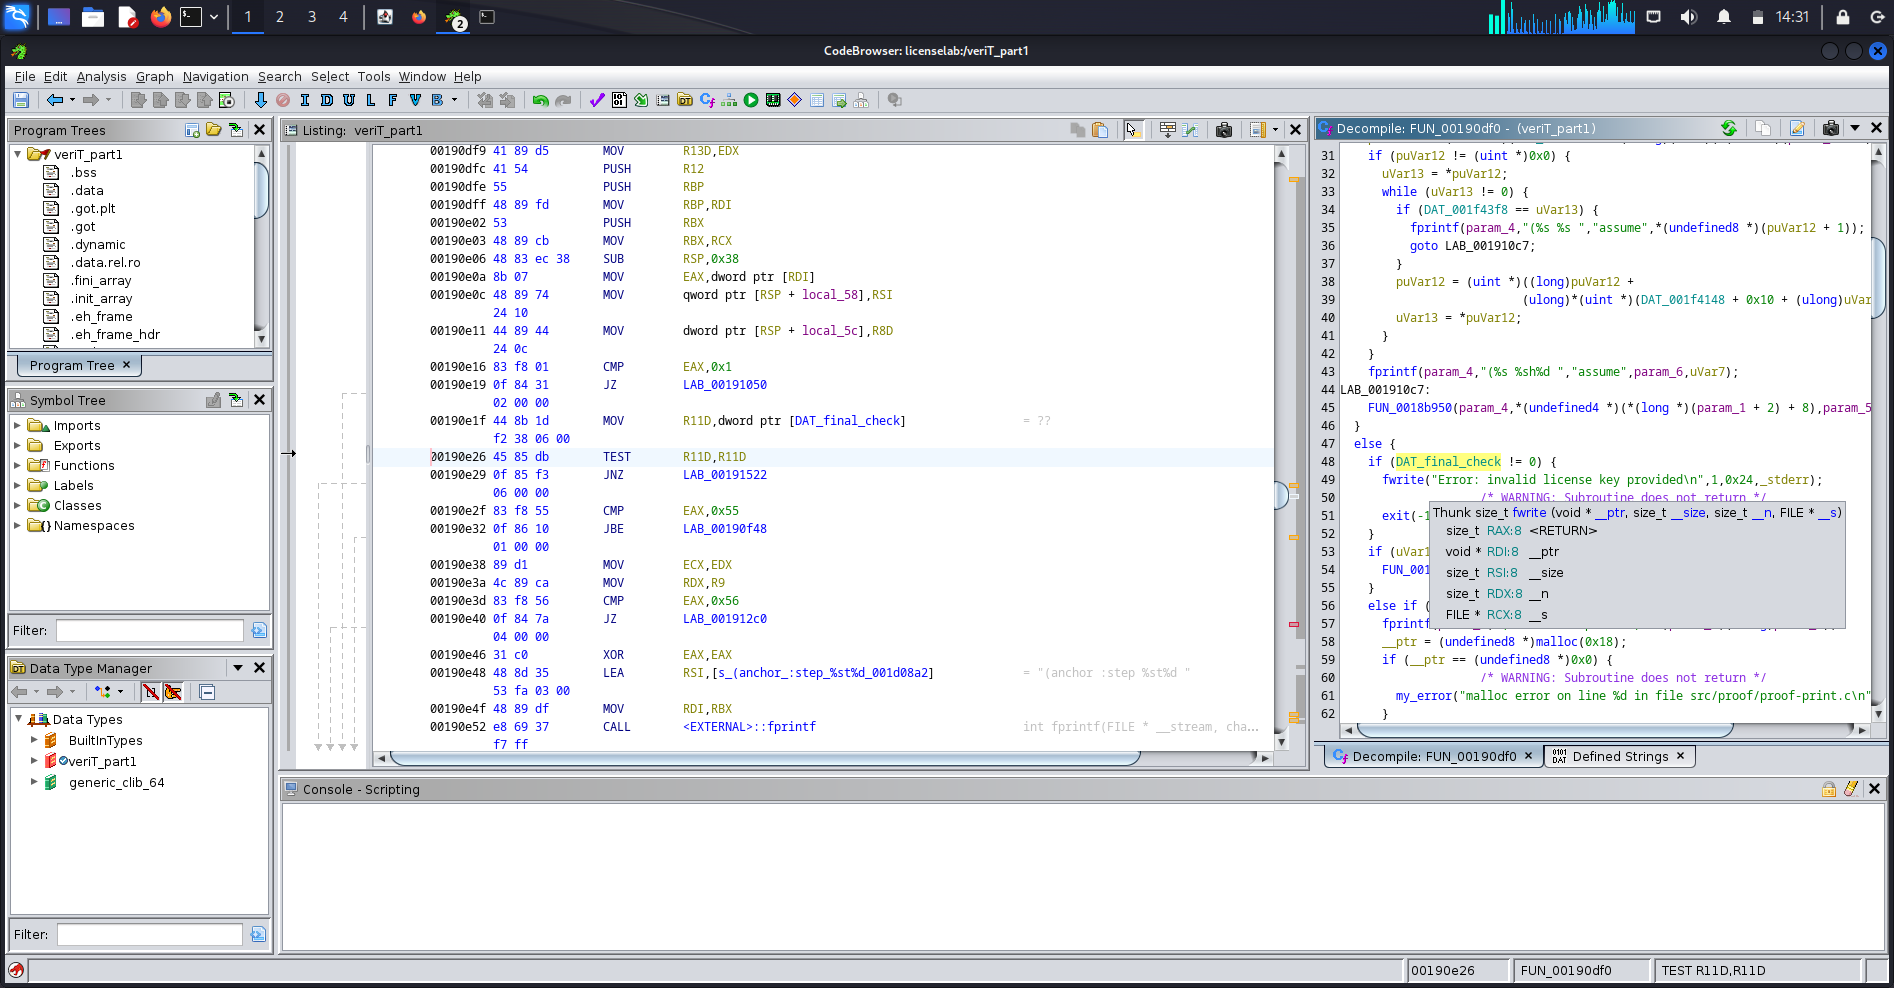 1 2 3 4 2 14:31
CodeBrowser: licenselab:/veriT_part1
File Edit Analysis Graph Navigation Search Select Tools Window Help
I D U L F V B
Program Trees
veriT_part1
.bss
.data
.got.plt
.got
.dynamic
.data.rel.ro
.fini_array
.init_array
.eh_frame
.eh_frame_hdr
Program Tree ×
Symbol Tree
Imports
Exports
Functions
Labels
Classes
Namespaces
Filter:
Data Type Manager
Data Types
BuiltInTypes
veriT_part1
generic_clib_64
Filter:
Listing: veriT_part1
00190df9 41 89 d5 MOV R13D,EDX
00190dfc 41 54 PUSH R12
00190dfe 55 PUSH RBP
00190dff 48 89 fd MOV RBP,RDI
00190e02 53 PUSH RBX
00190e03 48 89 cb MOV RBX,RCX
00190e06 48 83 ec 38 SUB RSP,0x38
00190e0a 8b 07 MOV EAX,dword ptr [RDI]
00190e0c 48 89 74 MOV qword ptr [RSP + local_58],RSI
24 10
00190e11 44 89 44 MOV dword ptr [RSP + local_5c],R8D
24 0c
00190e16 83 f8 01 CMP EAX,0x1
00190e19 0f 84 31 JZ LAB_00191050
02 00 00
00190e1f 44 8b 1d MOV R11D,dword ptr [DAT_final_check] = ??
f2 38 06 00
00190e26 45 85 db TEST R11D,R11D
00190e29 0f 85 f3 JNZ LAB_00191522
06 00 00
00190e2f 83 f8 55 CMP EAX,0x55
00190e32 0f 86 10 JBE LAB_00190f48
01 00 00
00190e38 89 d1 MOV ECX,EDX
00190e3a 4c 89 ca MOV RDX,R9
00190e3d 83 f8 56 CMP EAX,0x56
00190e40 0f 84 7a JZ LAB_001912c0
04 00 00
00190e46 31 c0 XOR EAX,EAX
00190e48 48 8d 35 LEA RSI,[s_(anchor_:step_%st%d_001d08a2] = "(anchor :step %st%d "
53 fa 03 00
00190e4f 48 89 df MOV RDI,RBX
00190e52 e8 69 37 CALL <EXTERNAL>::fprintf int fprintf(FILE * __stream, cha...
f7 ff
Decompile: FUN_00190df0 - (veriT_part1)
31 if (puVar12 != (uint *)0x0) {
32 uVar13 = *puVar12;
33 while (uVar13 != 0) {
34 if (DAT_001f43f8 == uVar13) {
35 fprintf(param_4,"(%s %s ","assume",*(undefined8 *)(puVar12 + 1));
36 goto LAB_001910c7;
37 }
38 puVar12 = (uint *)((long)puVar12 +
39 (ulong)*(uint *)(DAT_001f4148 + 0x10 + (ulong)uVar
40 uVar13 = *puVar12;
41 }
42 }
43 fprintf(param_4,"(%s %sh%d ","assume",param_6,uVar7);
44 LAB_001910c7:
45 FUN_0018b950(param_4,*(undefined4 *)(*(long *)(param_1 + 2) + 8),param_5
46 }
47 else {
48 if (DAT_final_check != 0) {
49 fwrite("Error: invalid license key provided\n",1,0x24,_stderr);
50 /* WARNING: Subroutine does not return */
51 exit(-1
52 }
53 if (uVar1
54 FUN_001
55 }
56 else if (
57 fprintf(
58 __ptr = (undefined8 *)malloc(0x18);
59 if (__ptr == (undefined8 *)0x0) {
60 /* WARNING: Subroutine does not return */
61 my_error("malloc error on line %d in file src/proof/proof-print.c\n"
62 }
Thunk size_t fwrite (void * __ptr, size_t __size, size_t __n, FILE * __s)
size_t RAX:8 <RETURN>
void * RDI:8 __ptr
size_t RSI:8 __size
size_t RDX:8 __n
FILE * RCX:8 __s
Decompile: FUN_00190df0 × Defined Strings ×
Console - Scripting
00190e26 FUN_00190df0 TEST R11D,R11D